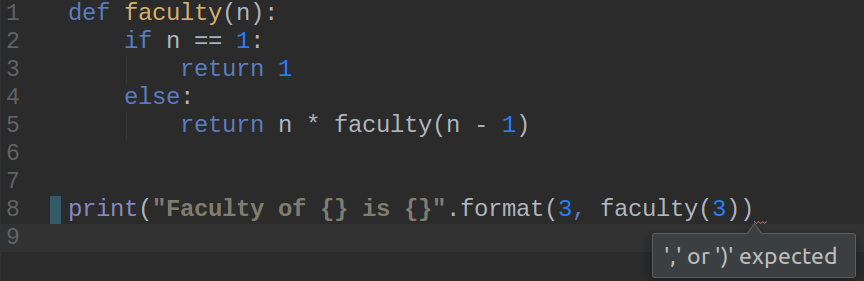 1 def faculty(n):
2     if n == 1:
3         return 1
4     else:
5         return n * faculty(n - 1)
6
7
8 print("Faculty of {} is {}".format(3, faculty(3))
9
',' or ')' expected